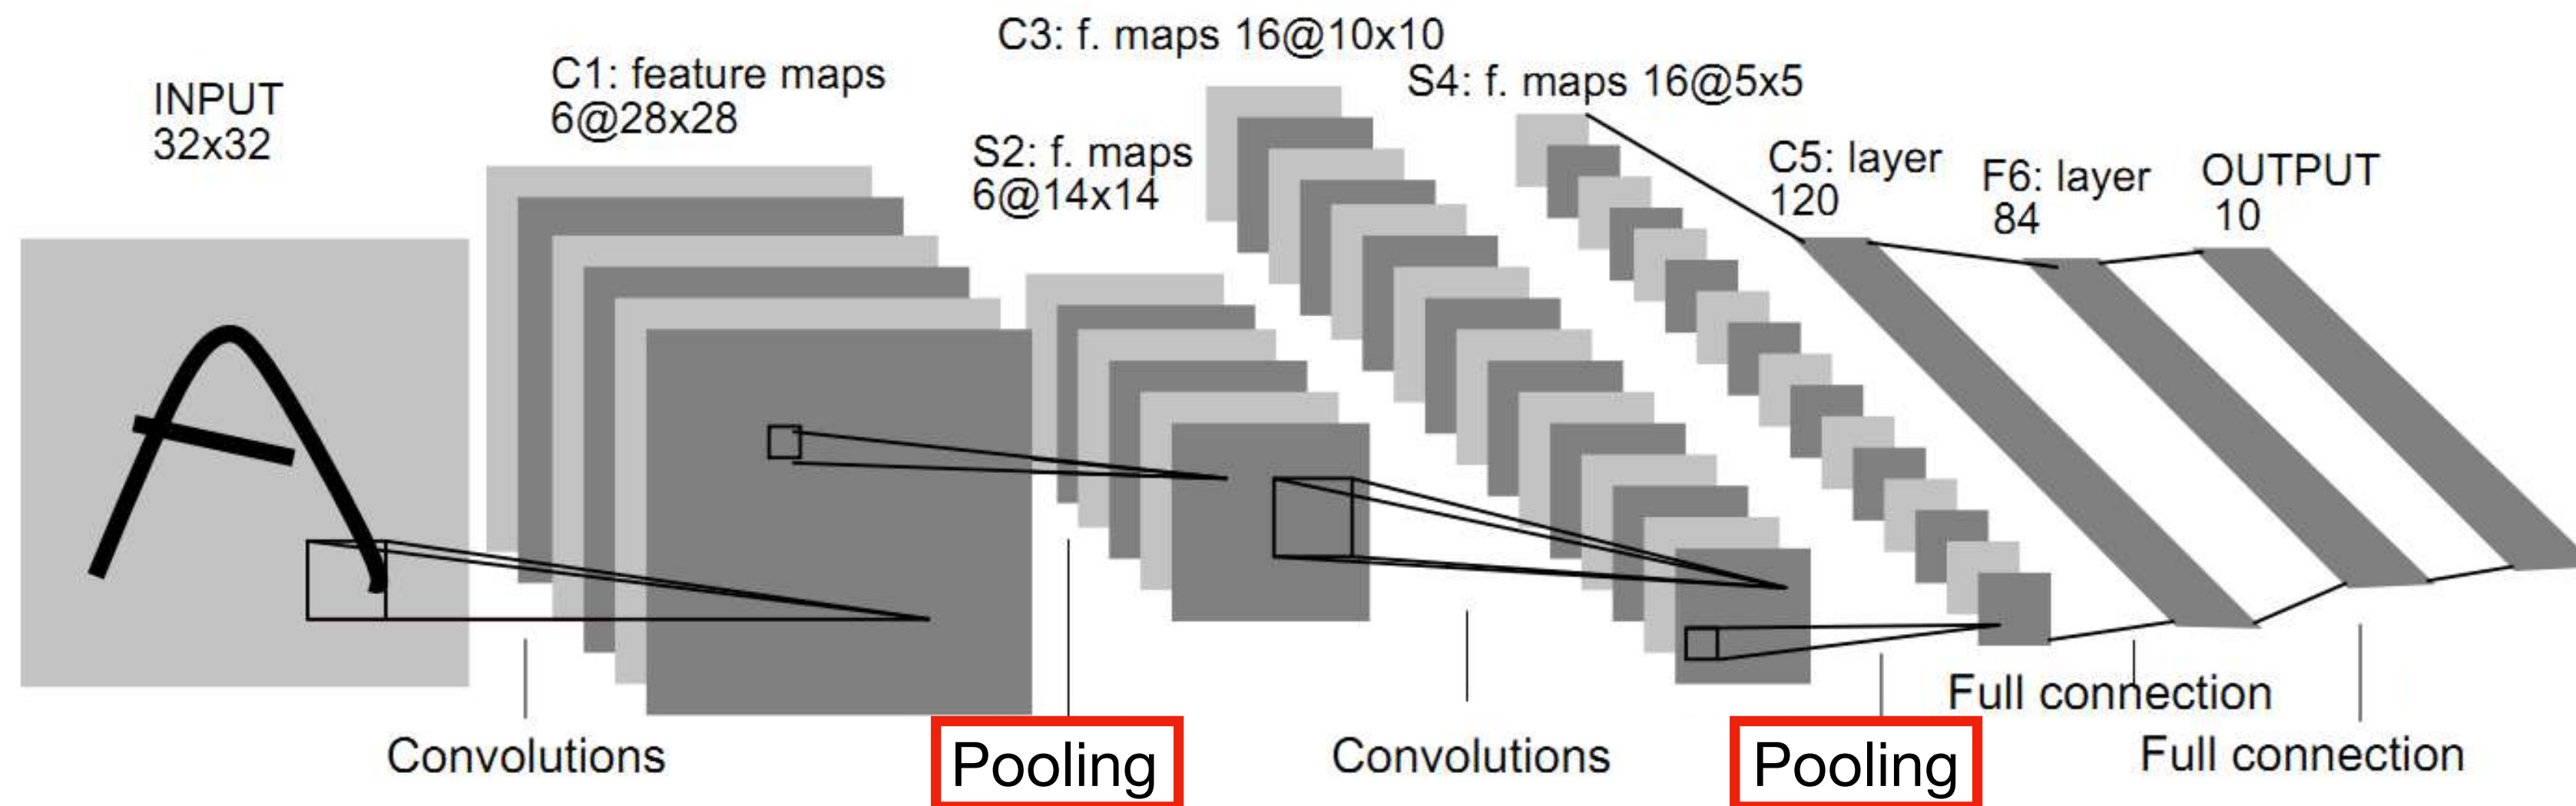 INPUT
32x32
C1: feature maps
6@28x28
S2: f. maps
6@14x14
C3: f. maps 16@10x10
S4: f. maps 16@5x5
C5: layer
120
F6: layer
84
OUTPUT
10
Convolutions
Pooling
Convolutions
Pooling
Full connection
Full connection